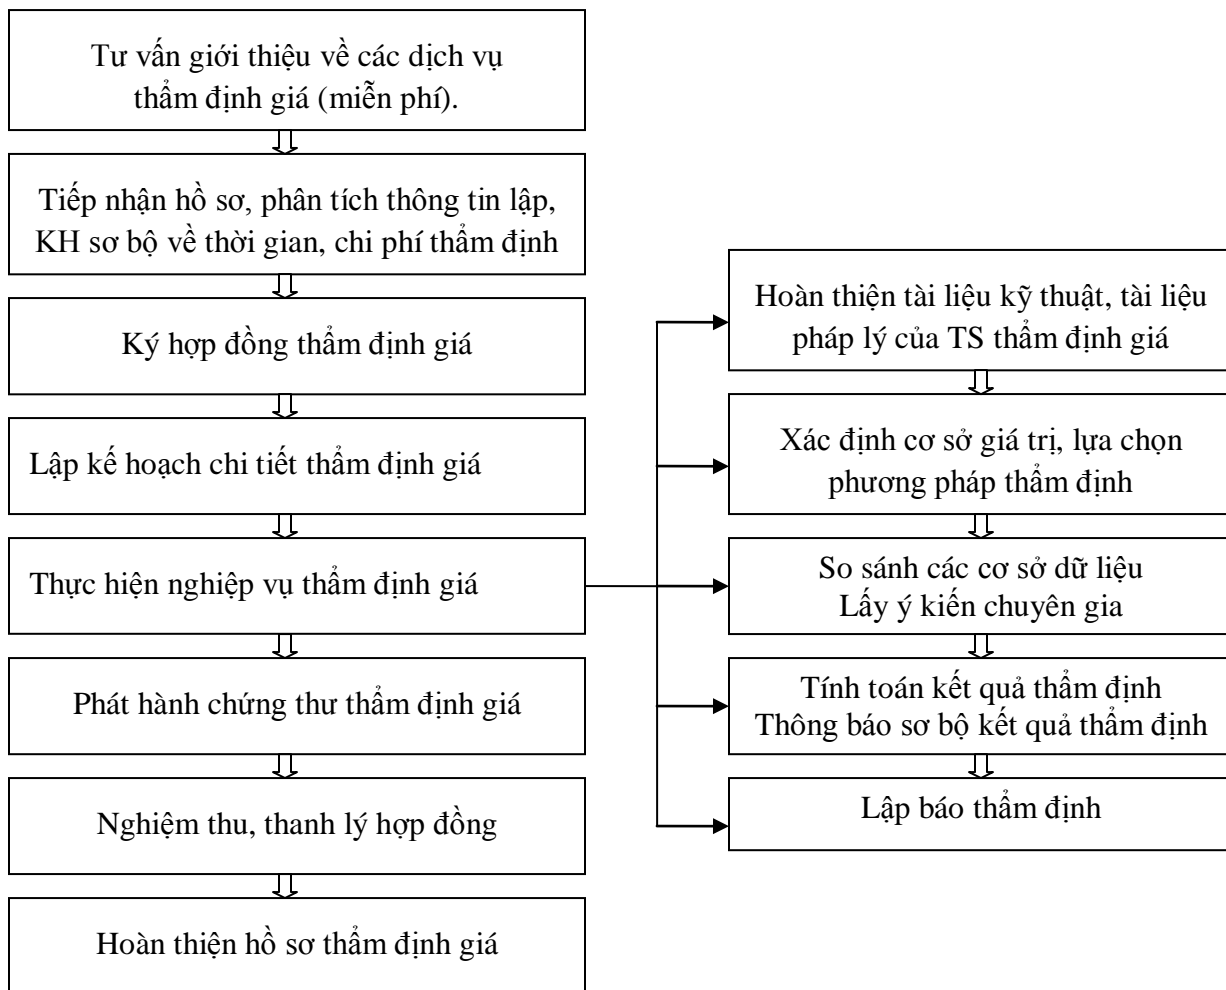 Tư vấn giới thiệu về các dịch vụ
thẩm định giá (miễn phí).
Tiếp nhận hồ sơ, phân tích thông tin lập,
KH sơ bộ về thời gian, chi phí thẩm định
Ký hợp đồng thẩm định giá
Lập kế hoạch chi tiết thẩm định giá
Thực hiện nghiệp vụ thẩm định giá
Phát hành chứng thư thẩm định giá
Nghiệm thu, thanh lý hợp đồng
Hoàn thiện hồ sơ thẩm định giá
Hoàn thiện tài liệu kỹ thuật, tài liệu
pháp lý của TS thẩm định giá
Xác định cơ sở giá trị, lựa chọn
phương pháp thẩm định
So sánh các cơ sở dữ liệu
Lấy ý kiến chuyên gia
Tính toán kết quả thẩm định
Thông báo sơ bộ kết quả thẩm định
Lập báo thẩm định